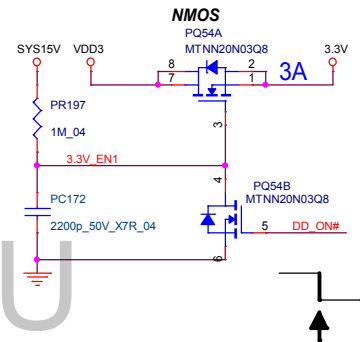 NMOS
PQ54A
MTNN20N03Q8
SYS15V
VDD3
3.3V
8
2
7
1
3A
PR197
1M_04
3
3.3V_EN1
4
PC172
2200p_50V_X7R_04
PQ54B
MTNN20N03Q8
5
DD_ON#
6
U